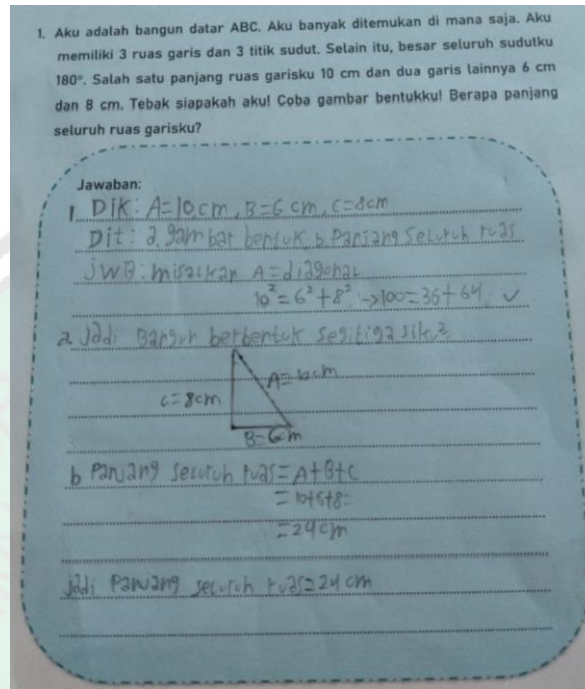 1. Aku adalah bangun datar ABC. Aku banyak ditemukan di mana saja. Aku
memiliki 3 ruas garis dan 3 titik sudut. Selain itu, besar seluruh sudutku
180°. Salah satu panjang ruas garisku 10 cm dan dua garis lainnya 6 cm
dan 8 cm. Tebak siapakah aku! Coba gambar bentukku! Berapa panjang
seluruh ruas garisku?
Jawaban:
1. Dik: A=10cm, B=6cm, C=8cm
Dit: a. gambar bentuk, b. Panjang Seluruh ruas
JWB: misalkan A=diagonal
10²=6²+8² →100=36+64 ✓
a. Jadi Bangun berbentuk segitiga siku²
A=10cm
C=8cm
B=6cm
b Panjang seluruh ruas=A+B+C
=10+6+8
=24cm
Jadi Panjang seluruh ruas=24cm